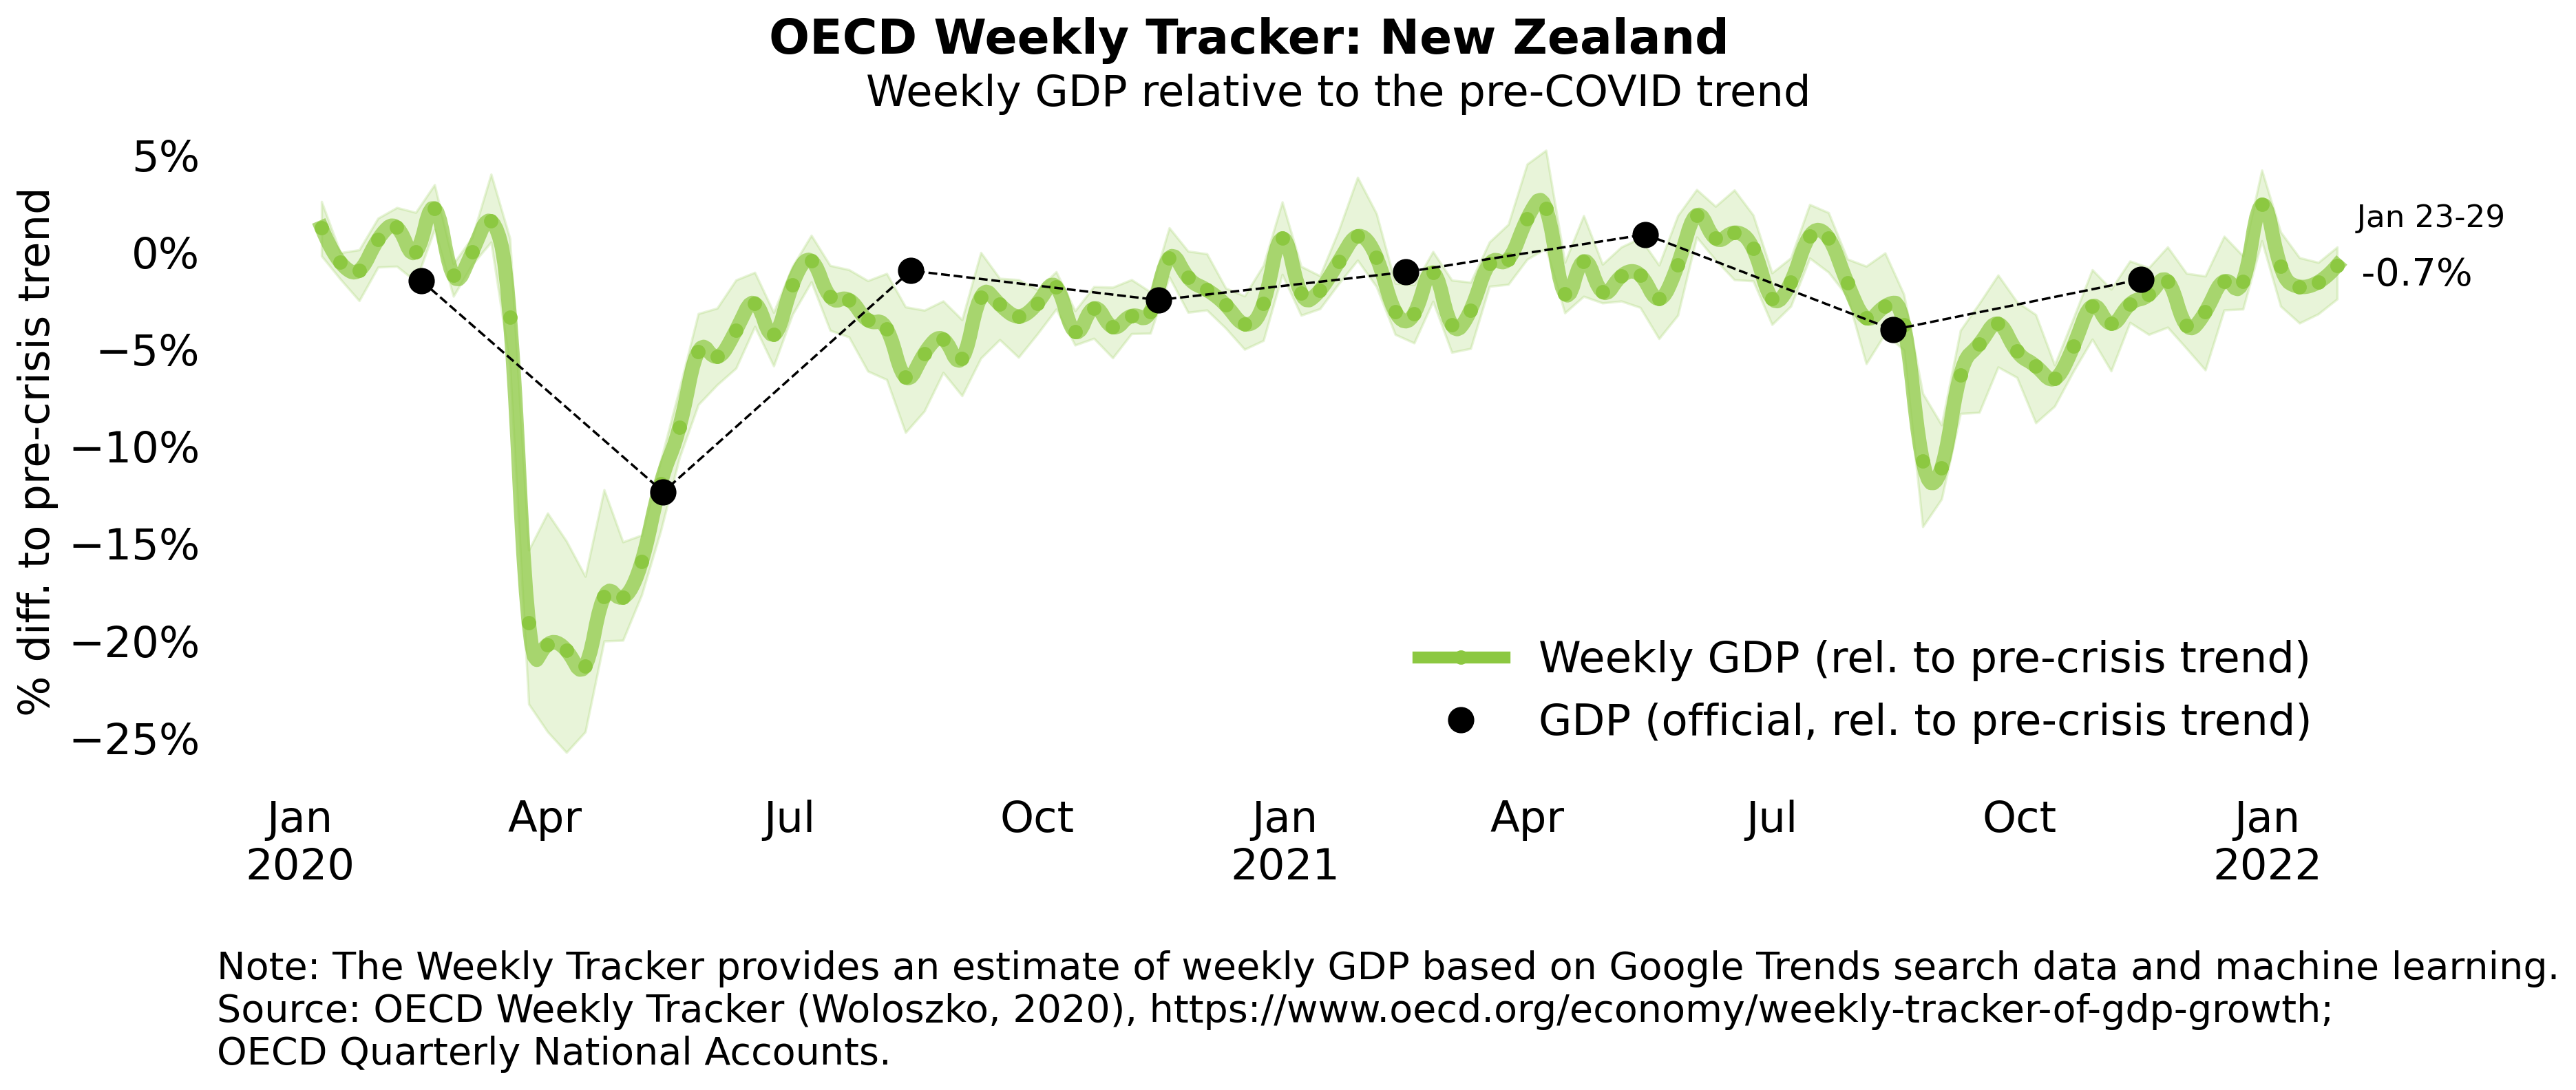 OECD Weekly Tracker: New Zealand
Weekly GDP relative to the pre-COVID trend
% diff. to pre-crisis trend
5%
0%
−5%
−10%
−15%
−20%
−25%
Jan 23-29
-0.7%
Weekly GDP (rel. to pre-crisis trend)
GDP (official, rel. to pre-crisis trend)
Jan Apr Jul Oct Jan Apr Jul Oct Jan
2020 2021 2022
Note: The Weekly Tracker provides an estimate of weekly GDP based on Google Trends search data and machine learning.
Source: OECD Weekly Tracker (Woloszko, 2020), https://www.oecd.org/economy/weekly-tracker-of-gdp-growth;
OECD Quarterly National Accounts.